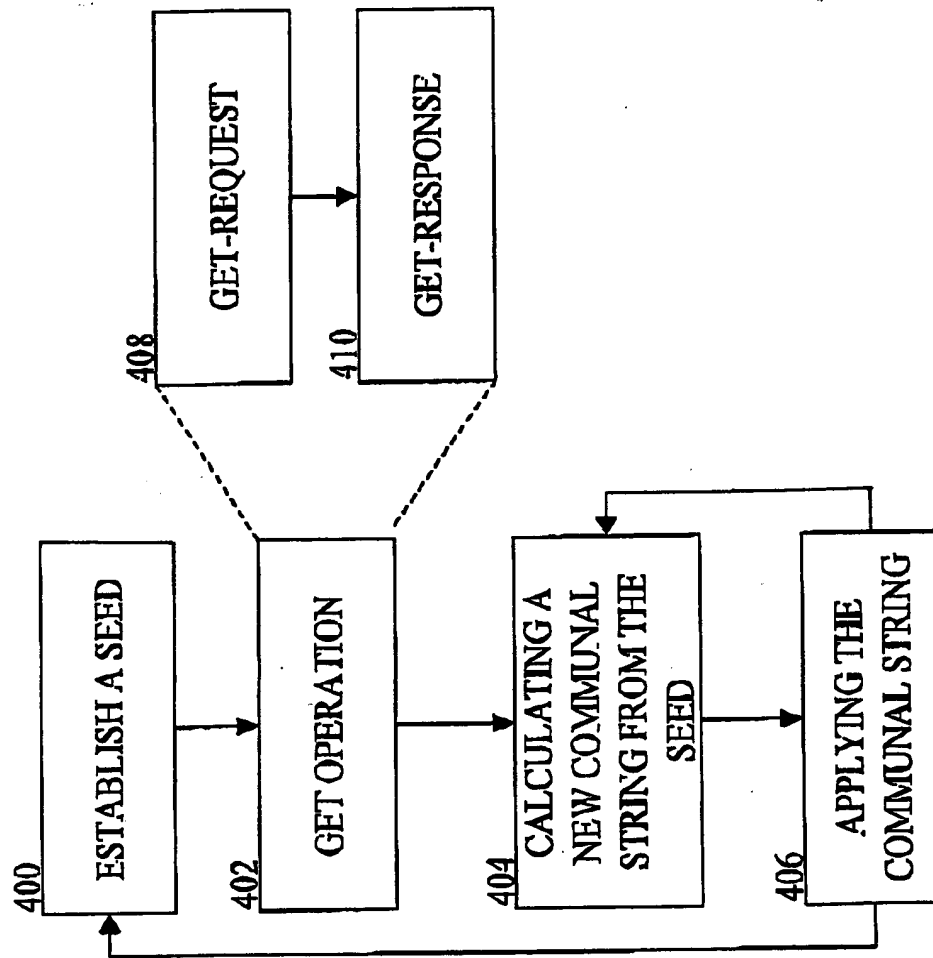 400
ESTABLISH A SEED
402
GET OPERATION
404
CALCULATING A
NEW COMMUNAL
STRING FROM THE
SEED
406
APPLYING THE
COMMUNAL STRING
408
GET-REQUEST
410
GET-RESPONSE